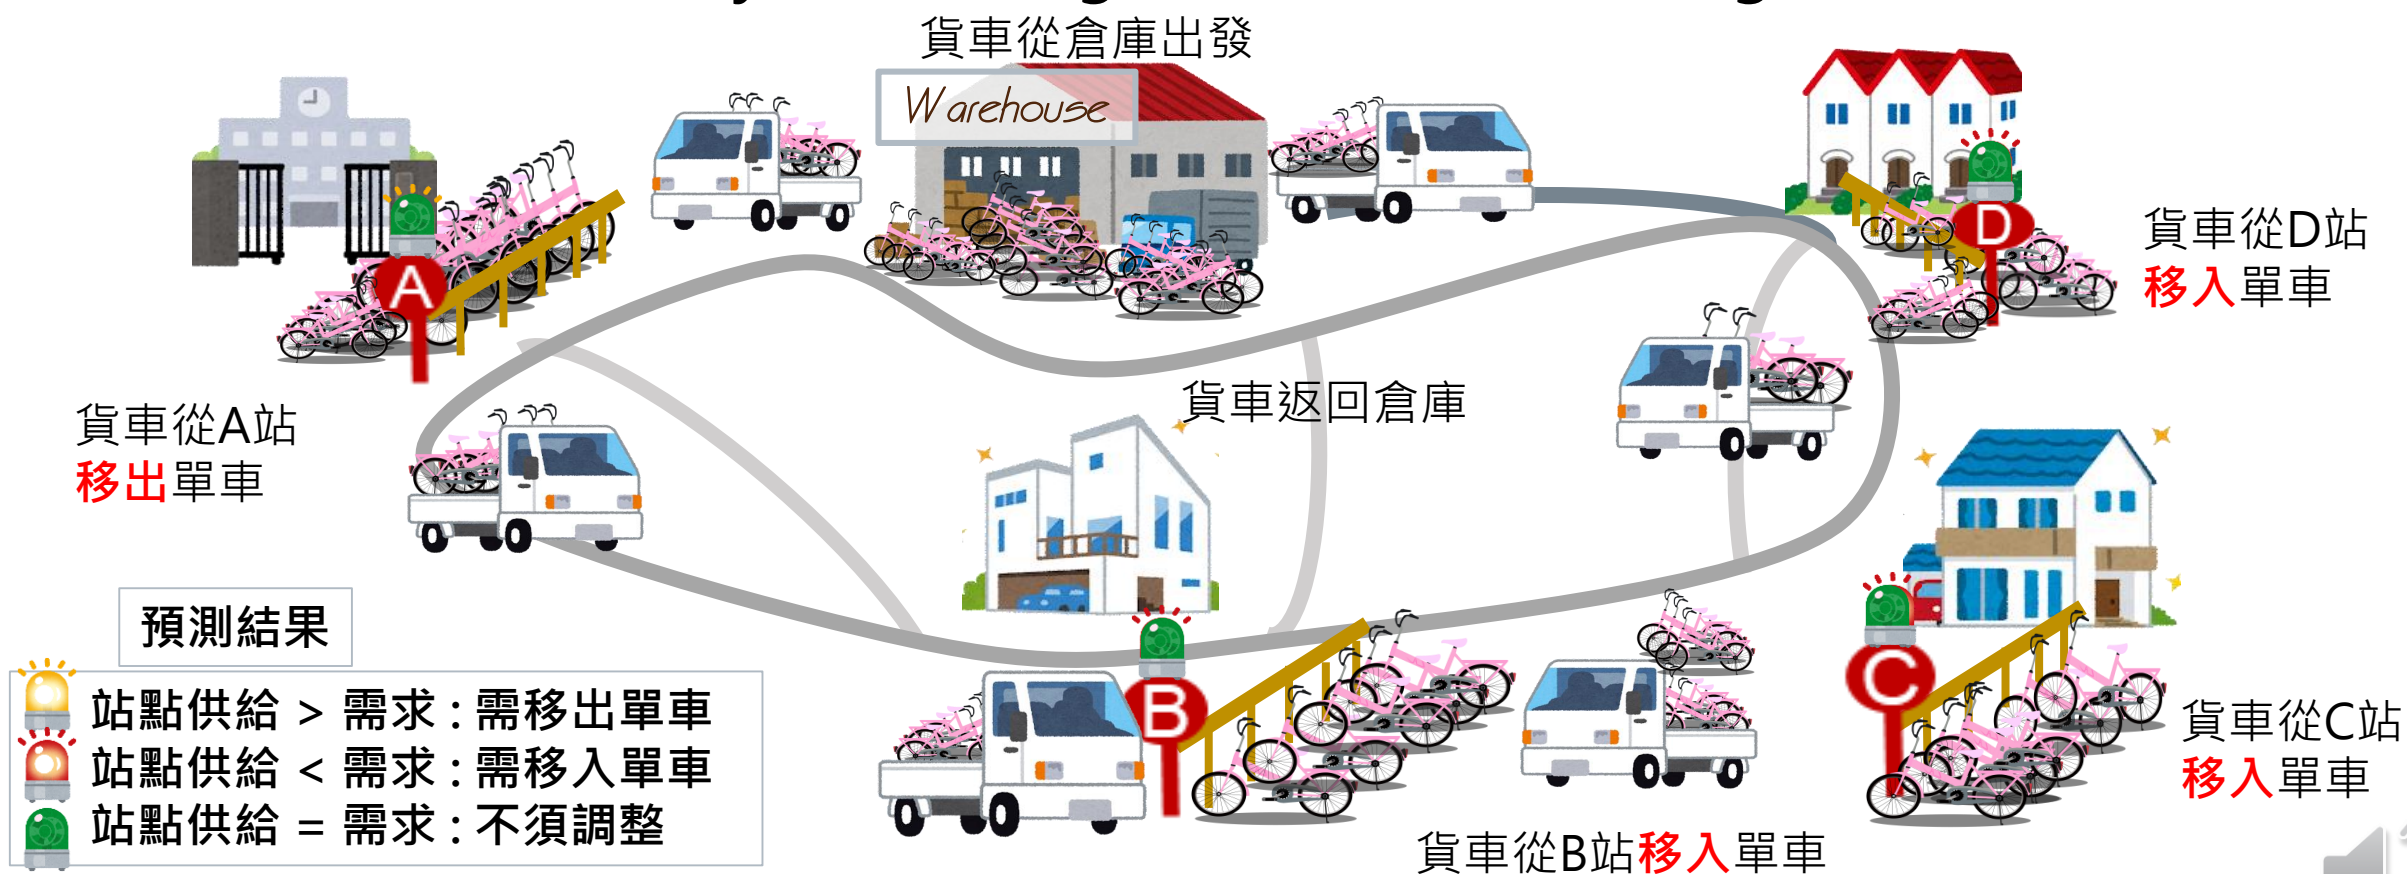 貨車從倉庫出發
Warehouse
A
D
貨車從D站
移入單車
貨車返回倉庫
貨車從A站
移出單車
預測結果
站點供給 > 需求 : 需移出單車
站點供給 < 需求 : 需移入單車
站點供給 = 需求 : 不須調整
B
C
貨車從C站
移入單車
貨車從B站移入單車